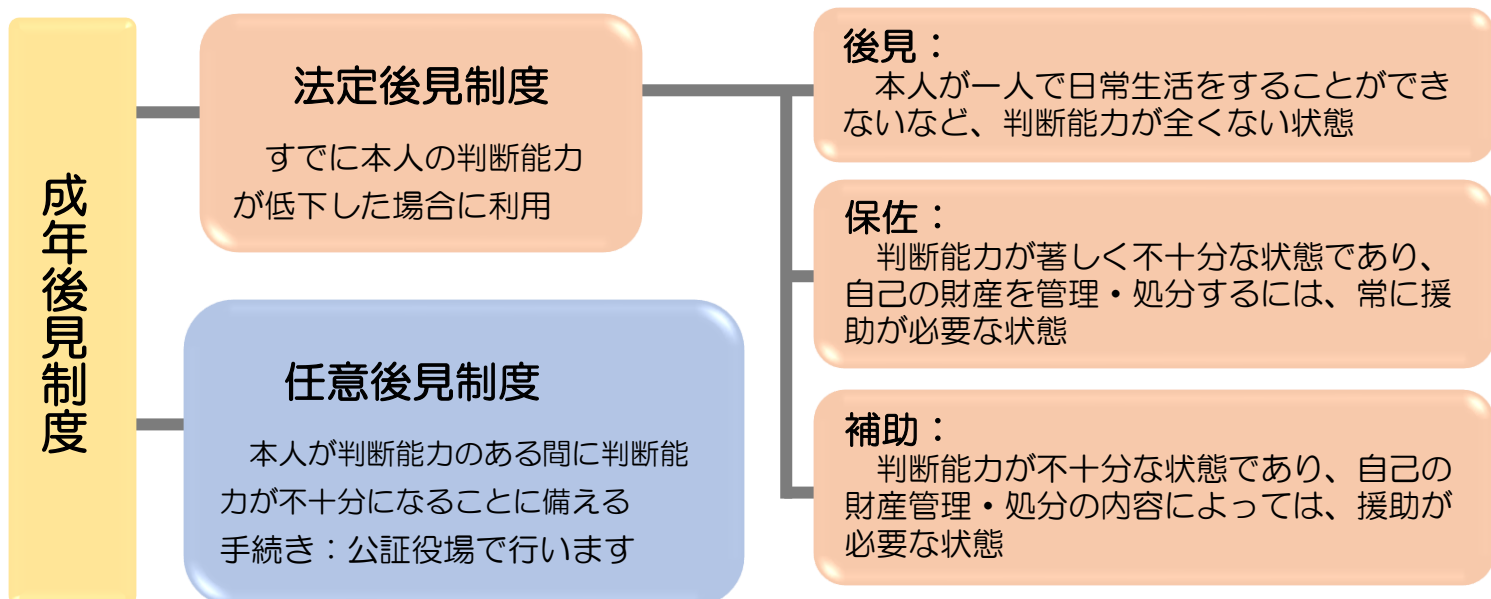 成年後見制度
法定後見制度
すでに本人の判断能力
が低下した場合に利用
任意後見制度
本人が判断能力のある間に判断能
力が不十分になることに備える
手続き：公証役場で行います
後見：
本人が一人で日常生活をすることができ
ないなど、判断能力が全くない状態
保佐：
判断能力が著しく不十分な状態であり、
自己の財産を管理・処分するには、常に援
助が必要な状態
補助：
判断能力が不十分な状態であり、自己の
財産管理・処分の内容によっては、援助が
必要な状態